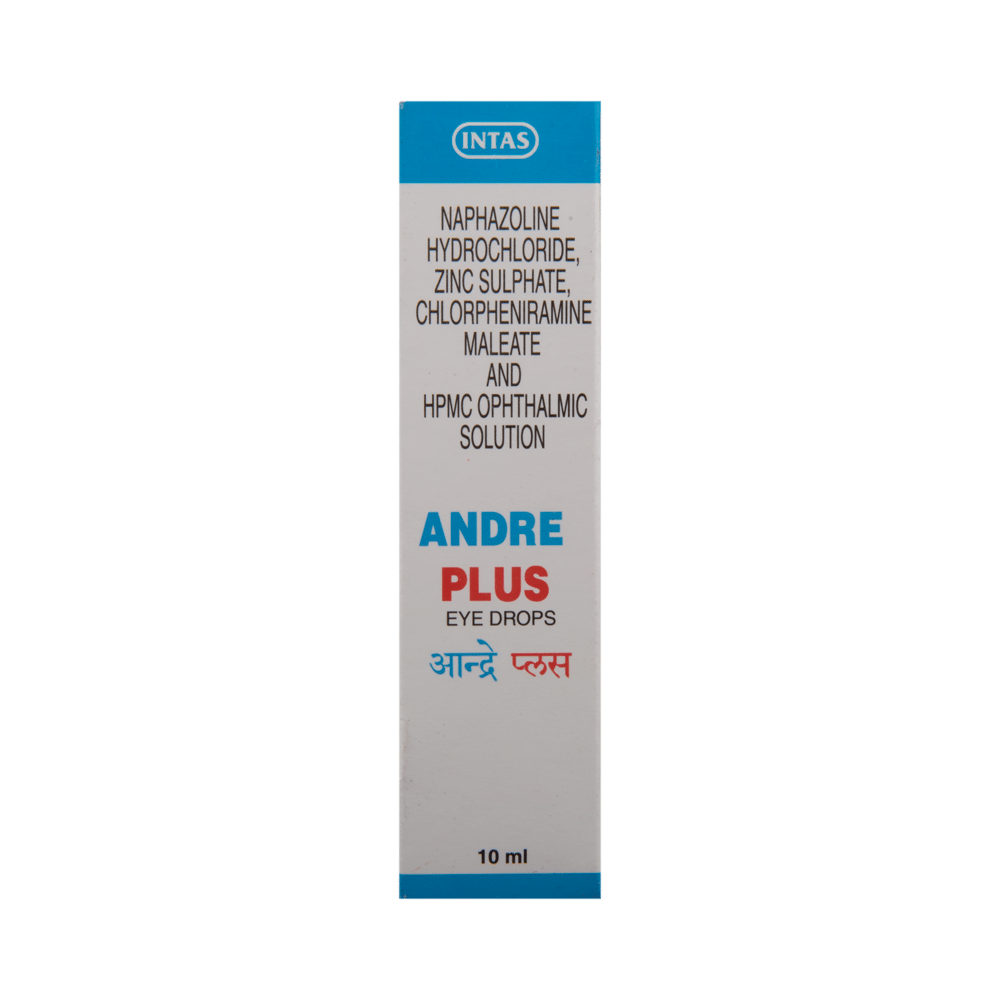 INTAS
NAPHAZOLINE
HYDROCHLORIDE,
ZINC SULPHATE,
CHLORPHENIRAMINE
MALEATE
AND
HPMC OPHTHALMIC
SOLUTION
ANDRE
PLUS
EYE DROPS
आन्द्रे प्लस
10 ml